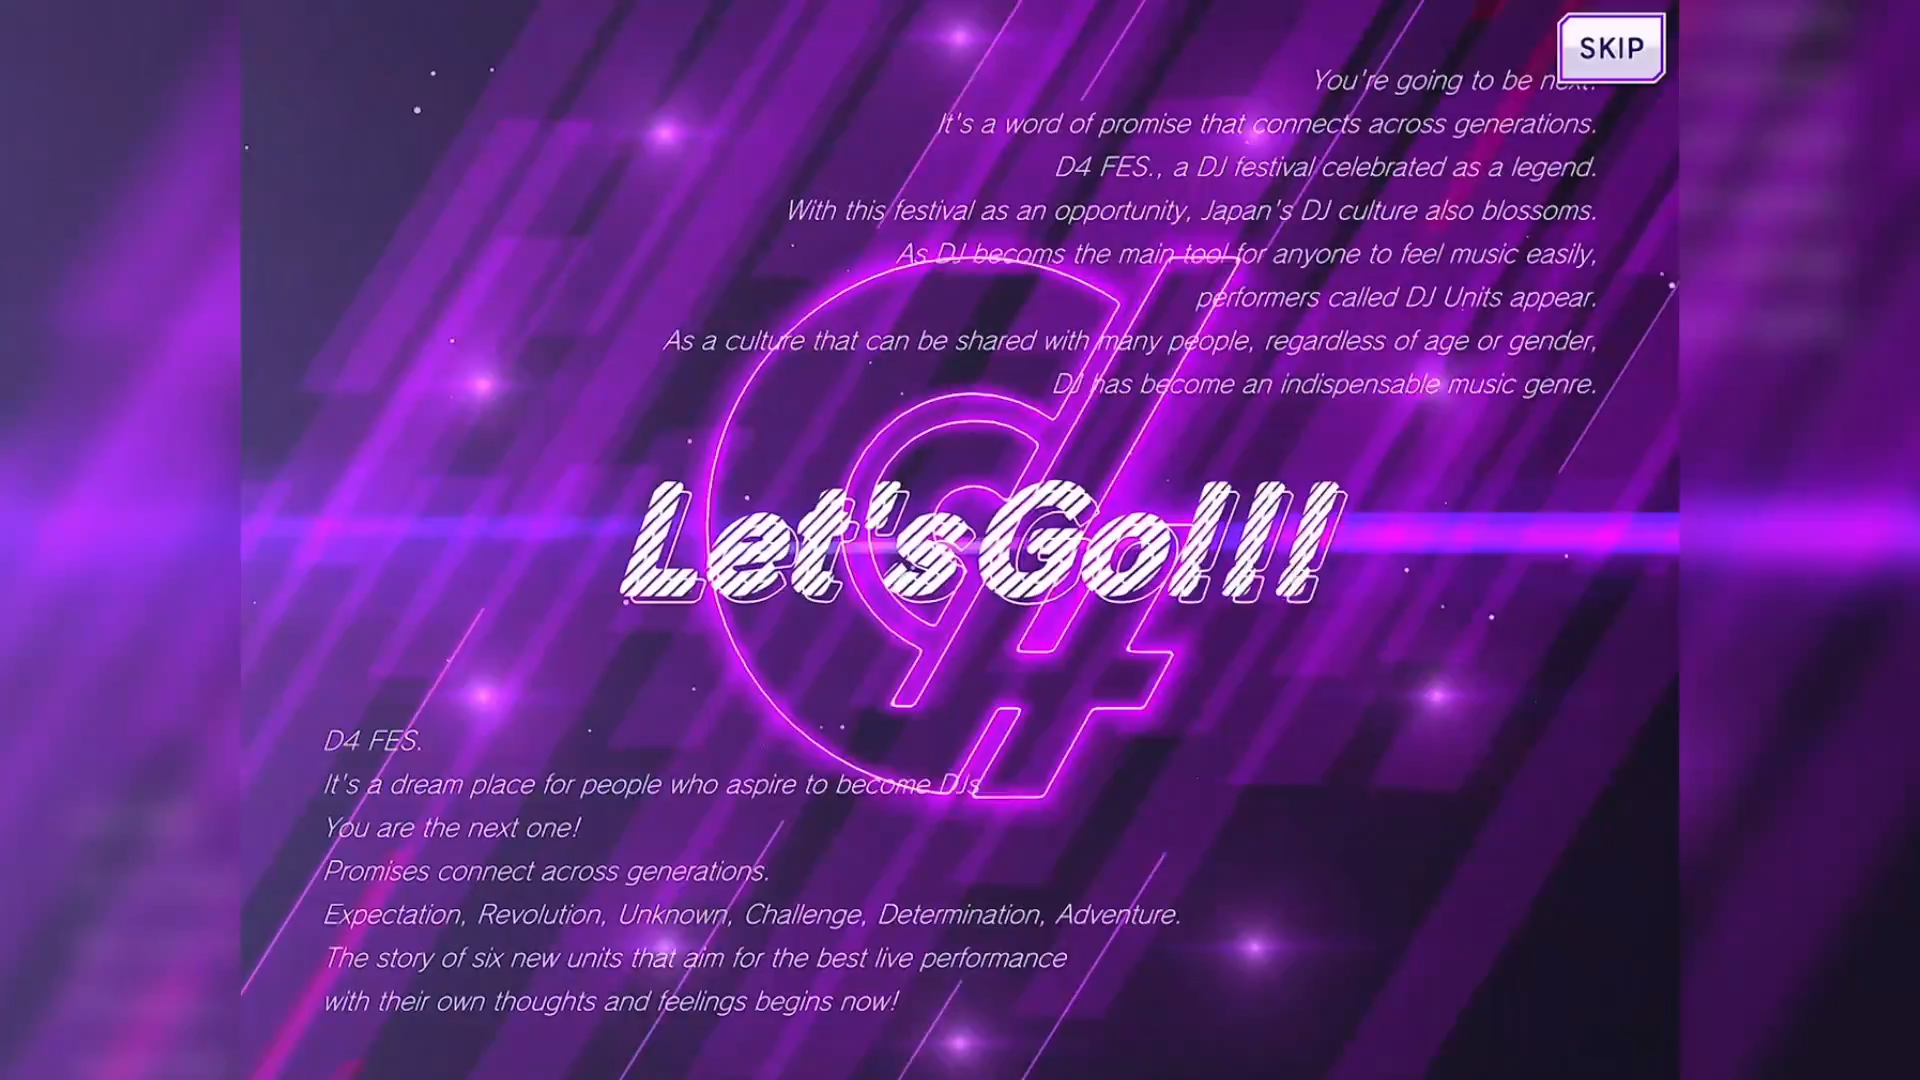 SKIP
You're going to be next.
It's a word of promise that connects across generations.
D4 FES., a DJ festival celebrated as a legend.
With this festival as an opportunity, Japan's DJ culture also blossoms.
As DJ becoms the main tool for anyone to feel music easily,
performers called DJ Units appear.
As a culture that can be shared with many people, regardless of age or gender,
DJ has become an indispensable music genre.
Let'sGo!!!
D4 FES.
It's a dream place for people who aspire to become DJs
You are the next one!
Promises connect across generations.
Expectation, Revolution, Unknown, Challenge, Determination, Adventure.
The story of six new units that aim for the best live performance
with their own thoughts and feelings begins now!